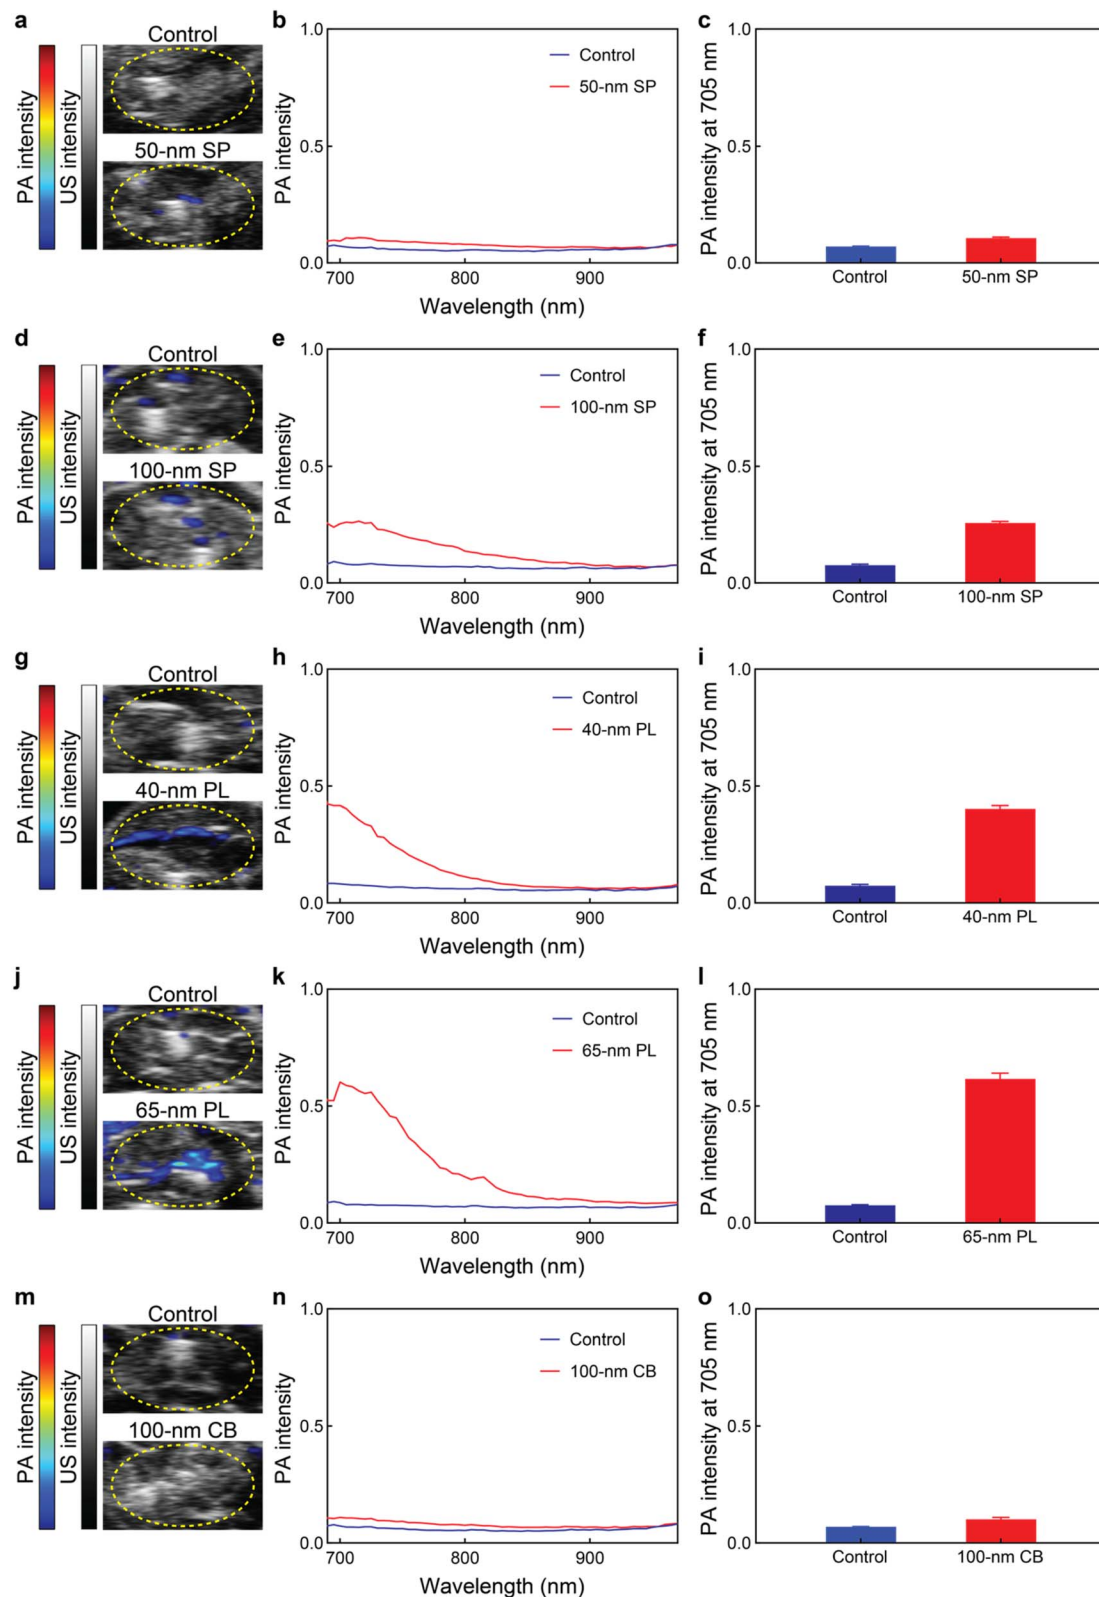 a
Control
PA intensity
US intensity
50-nm SP
b
1.0
0.5
0.0
PA intensity
Control
50-nm SP
700
800
900
Wavelength (nm)
c
1.0
0.5
0.0
PA intensity at 705 nm
Control
50-nm SP
d
Control
PA intensity
US intensity
100-nm SP
e
1.0
0.5
0.0
PA intensity
Control
100-nm SP
700
800
900
Wavelength (nm)
f
1.0
0.5
0.0
PA intensity at 705 nm
Control
100-nm SP
g
Control
PA intensity
US intensity
40-nm PL
h
1.0
0.5
0.0
PA intensity
Control
40-nm PL
700
800
900
Wavelength (nm)
i
1.0
0.5
0.0
PA intensity at 705 nm
Control
40-nm PL
j
Control
PA intensity
US intensity
65-nm PL
k
1.0
0.5
0.0
PA intensity
Control
65-nm PL
700
800
900
Wavelength (nm)
l
1.0
0.5
0.0
PA intensity at 705 nm
Control
65-nm PL
m
Control
PA intensity
US intensity
100-nm CB
n
1.0
0.5
0.0
PA intensity
Control
100-nm CB
700
800
900
Wavelength (nm)
o
1.0
0.5
0.0
PA intensity at 705 nm
Control
100-nm CB